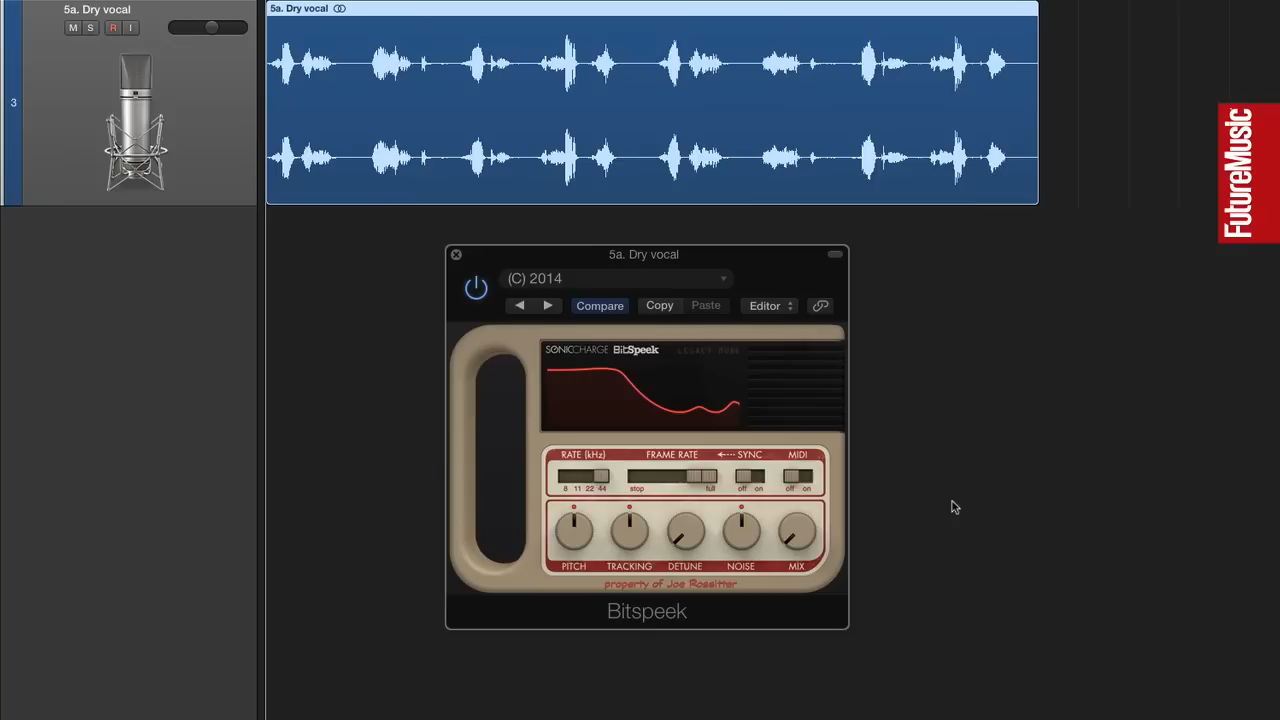 5a. Dry vocal
M S R I
3
5a. Dry vocal
FutureMusic
5a. Dry vocal
(C) 2014
Compare Copy Paste Editor
SONICCHARGE BitSpeek LEGACY MODE
RATE (kHz) FRAME RATE SYNC MIDI
8 11 22 44 stop full off on off on
PITCH TRACKING DETUNE NOISE MIX
property of Joe Rossitter
Bitspeek